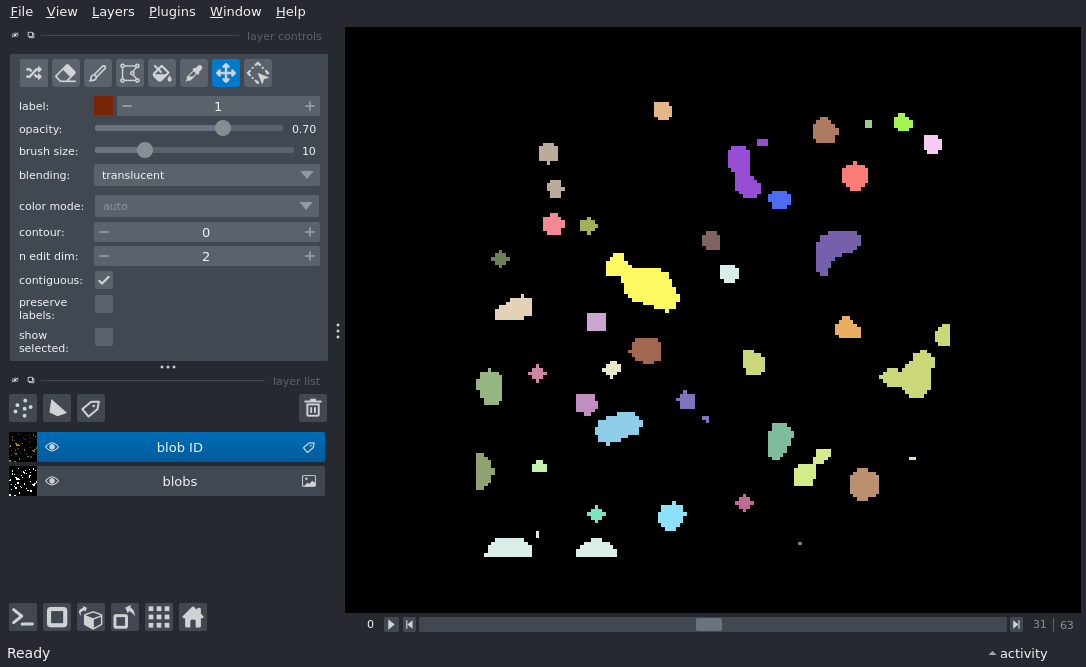 File View Layers Plugins Window Help
layer controls
label: 1
opacity: 0.70
brush size: 10
blending: translucent
color mode: auto
contour: 0
n edit dim: 2
contiguous:
preserve
labels:
show
selected:
layer list
blob ID
blobs
0 31 63
Ready activity